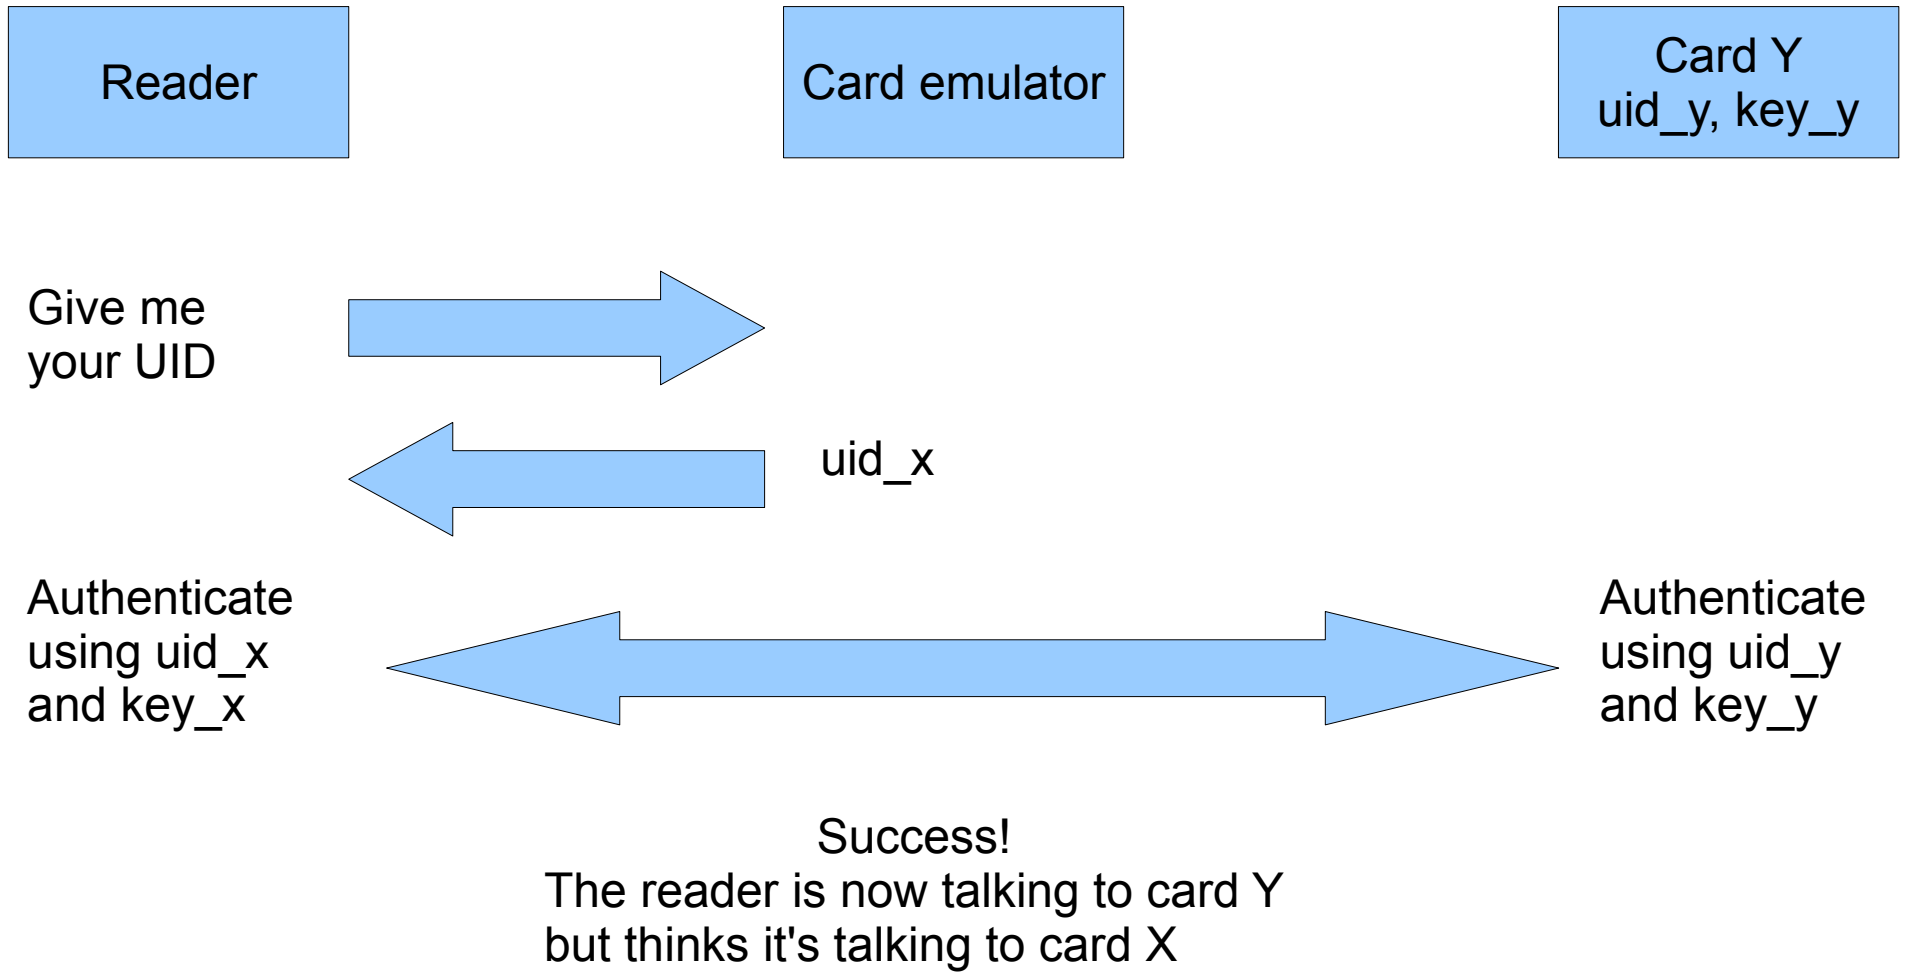 Reader
Card emulator
Card Y
uid_y, key_y
Give me
your UID
uid_x
Authenticate
using uid_x
and key_x
Authenticate
using uid_y
and key_y
Success!
The reader is now talking to card Y
but thinks it's talking to card X